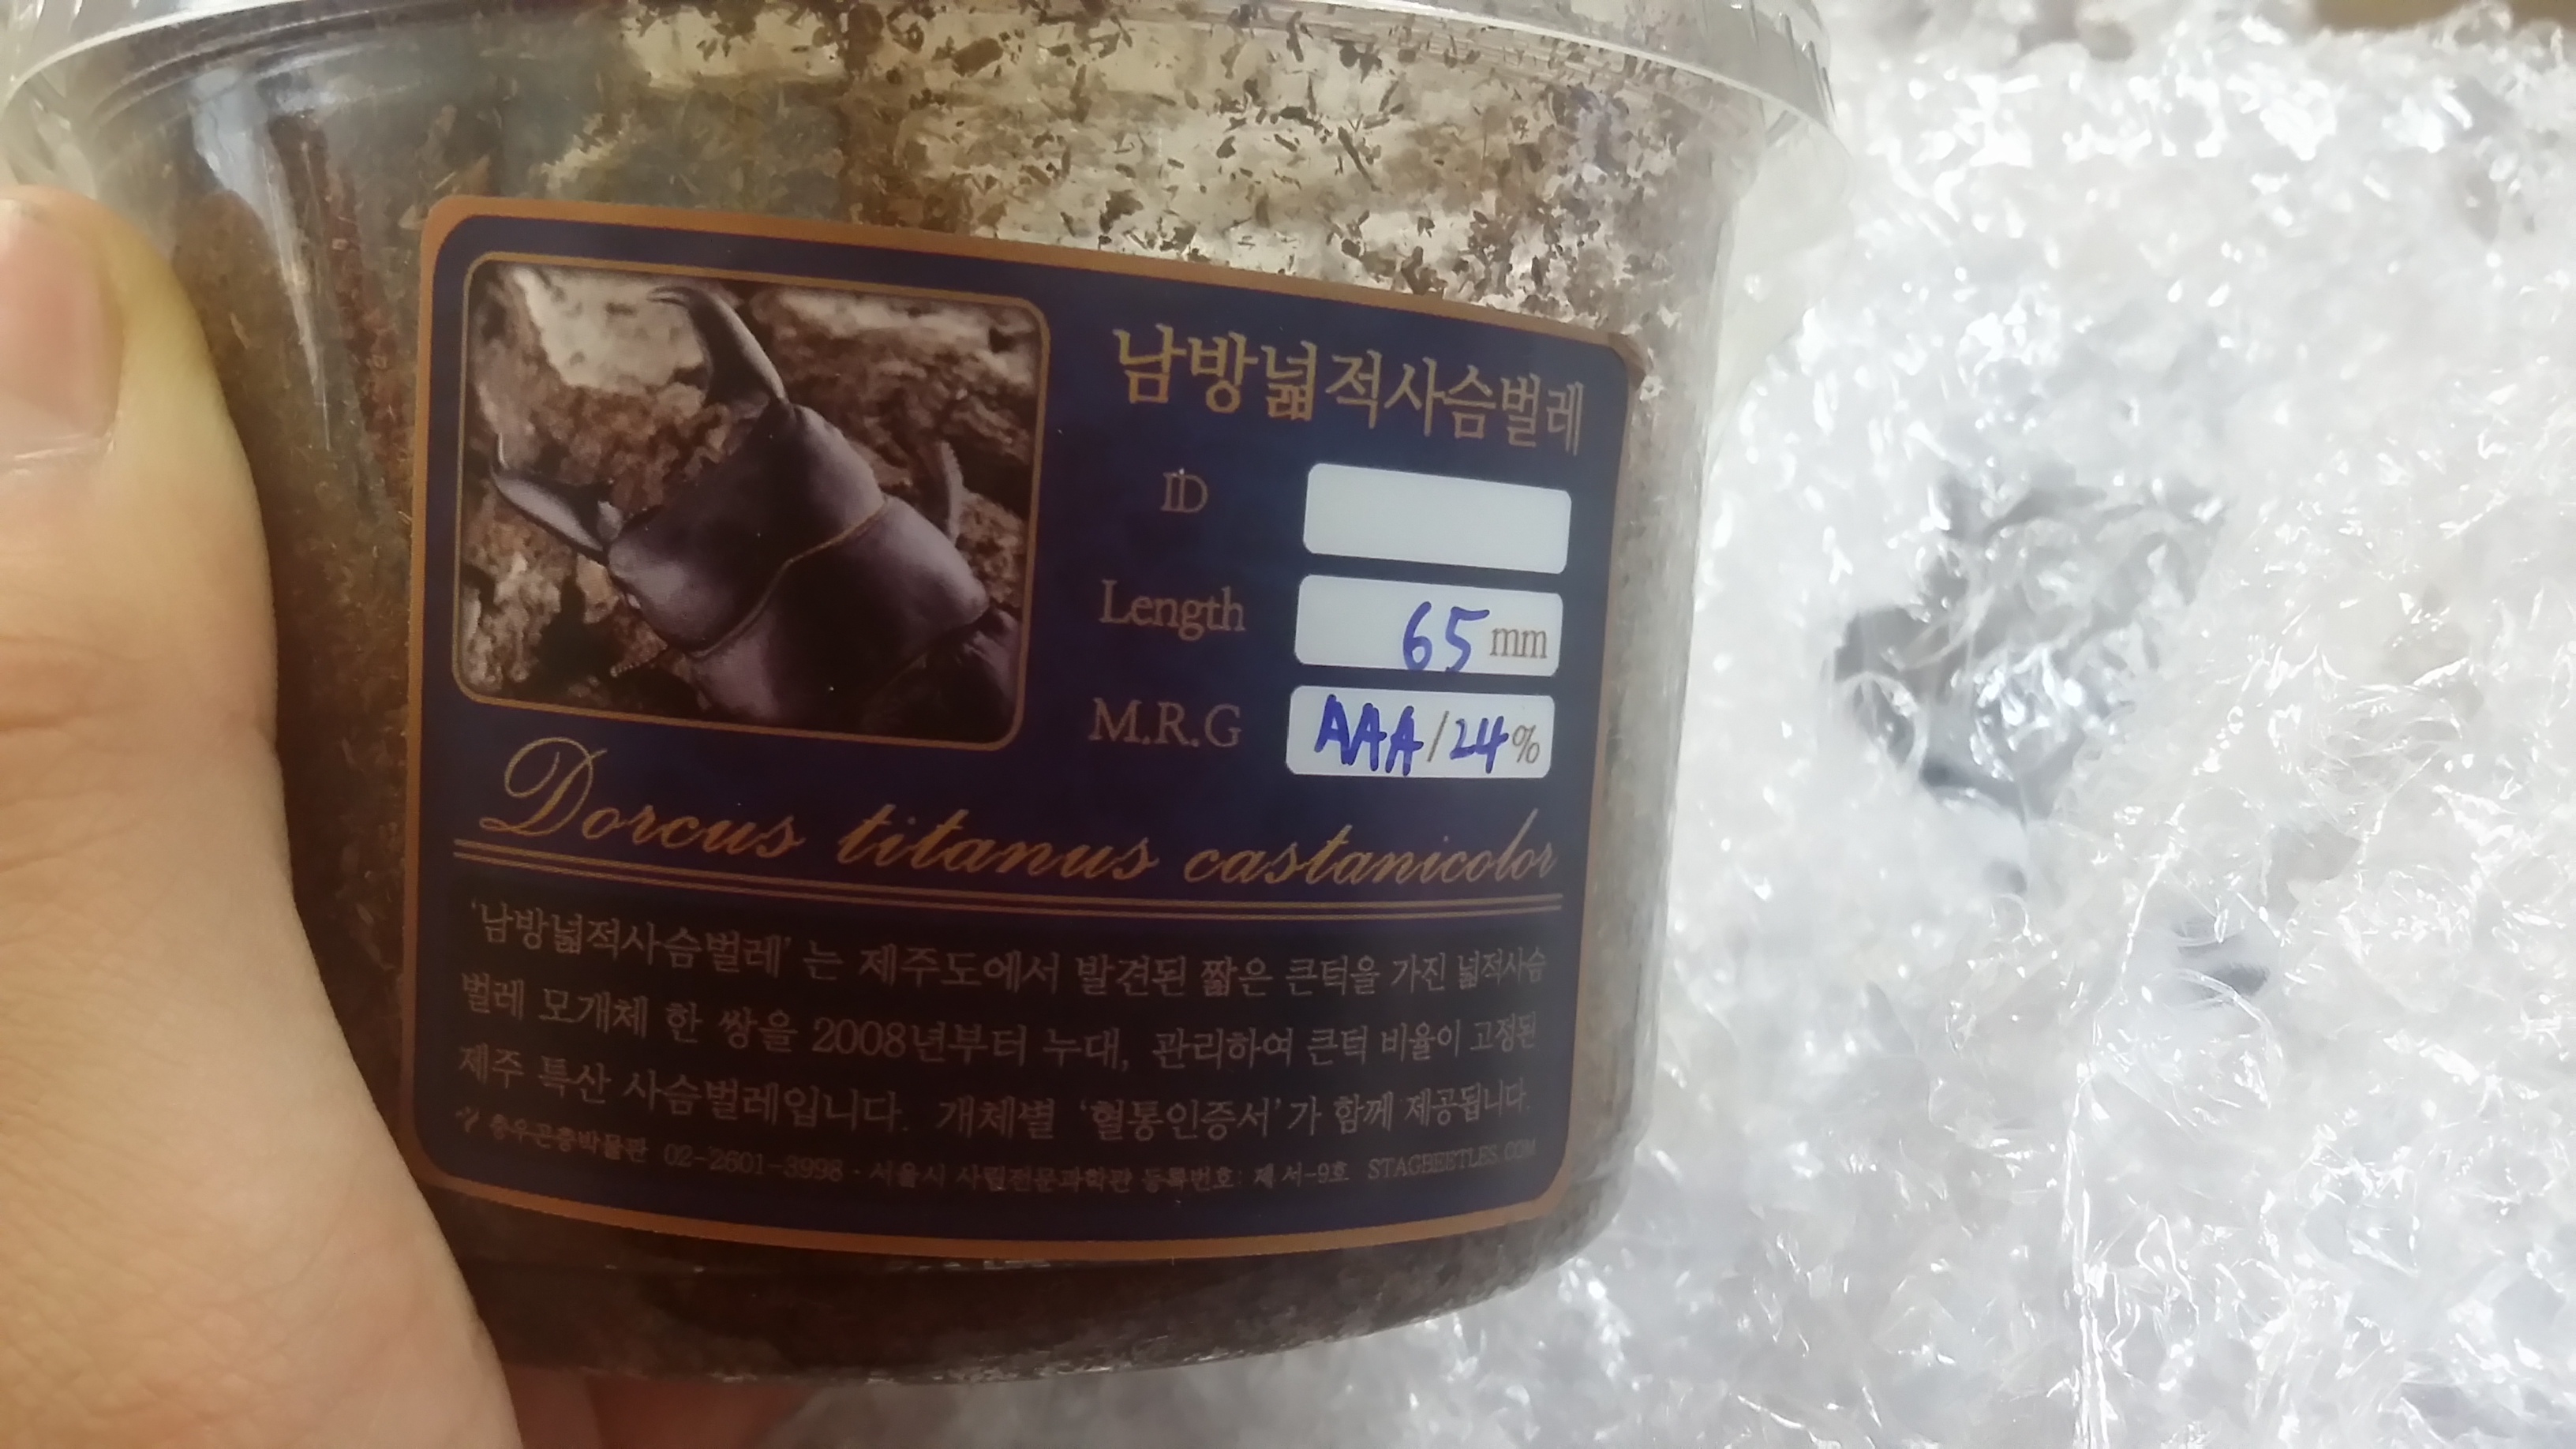 남방넓적사슴벌레
ID
Length 65 mm
M.R.G AAA/24%
Dorcus titanus castanicolor
'남방넓적사슴벌레'는 제주도에서 발견된 짧은 큰턱을 가진 넓적사슴
벌레 모개체 한 쌍을 2008년부터 누대, 관리하여 큰턱 비율이 고정된
제주 특산 사슴벌레입니다. 개체별 '혈통인증서'가 함께 제공됩니다.
충우곤충박물관 02-2601-3998 · 서울시 사립전문과학관 등록번호: 제 서-9호 STAGBEETLES.COM